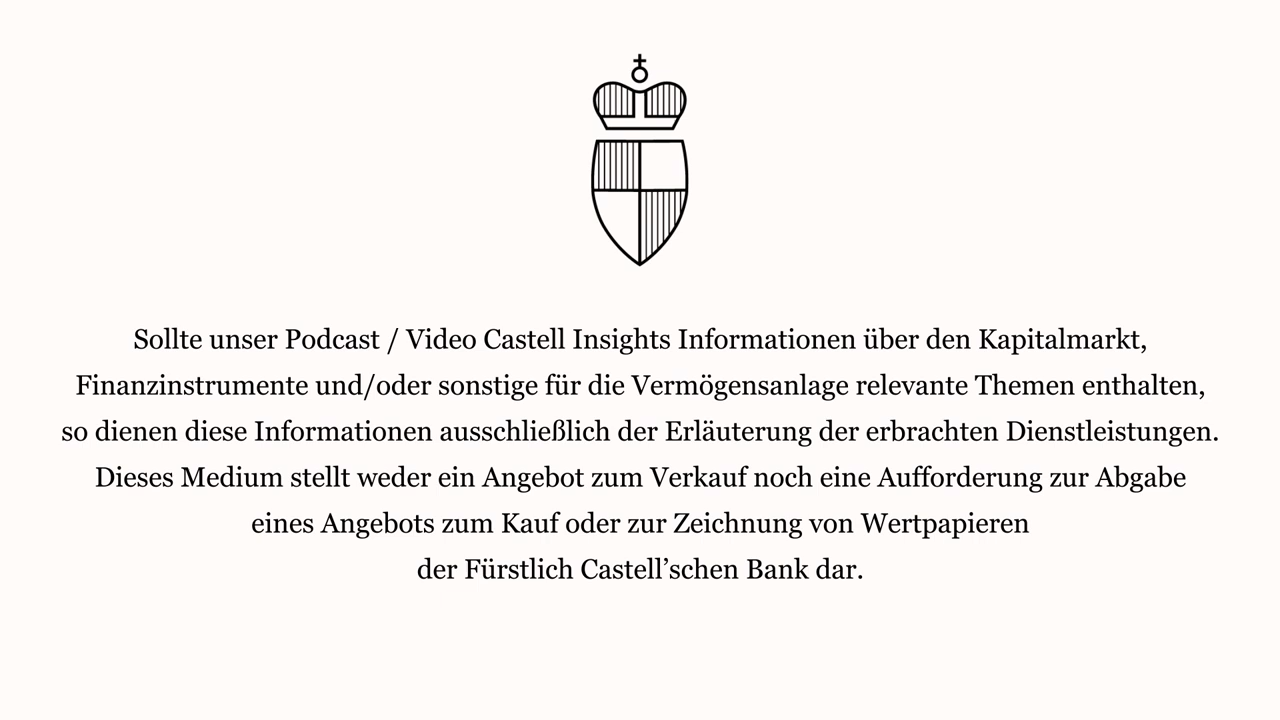 Sollte unser Podcast / Video Castell Insights Informationen über den Kapitalmarkt,
Finanzinstrumente und/oder sonstige für die Vermögensanlage relevante Themen enthalten,
so dienen diese Informationen ausschließlich der Erläuterung der erbrachten Dienstleistungen.
Dieses Medium stellt weder ein Angebot zum Verkauf noch eine Aufforderung zur Abgabe
eines Angebots zum Kauf oder zur Zeichnung von Wertpapieren
der Fürstlich Castell’schen Bank dar.